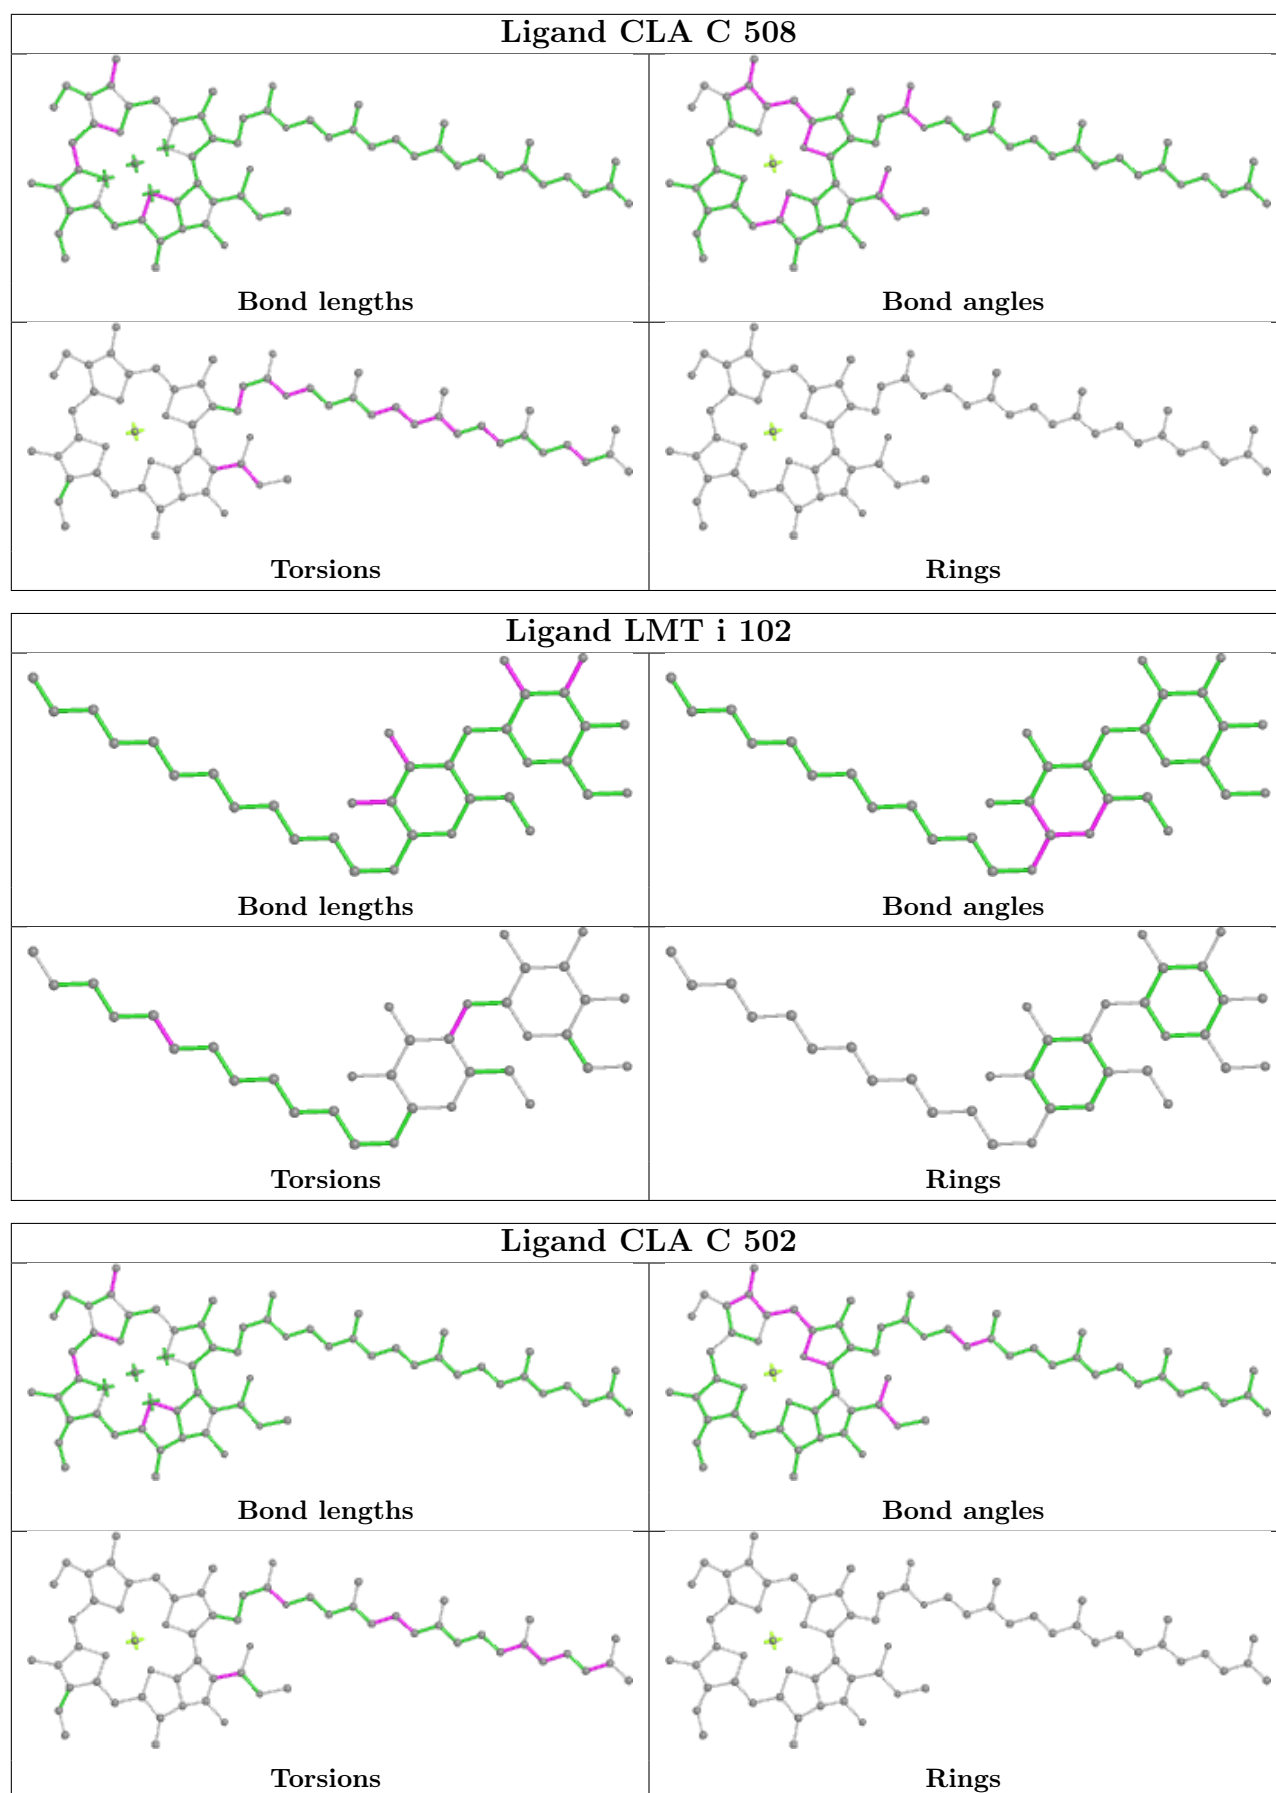 Ligand CLA C 508
Bond lengths
Bond angles
Torsions
Rings
Ligand LMT i 102
Bond lengths
Bond angles
Torsions
Rings
Ligand CLA C 502
Bond lengths
Bond angles
Torsions
Rings